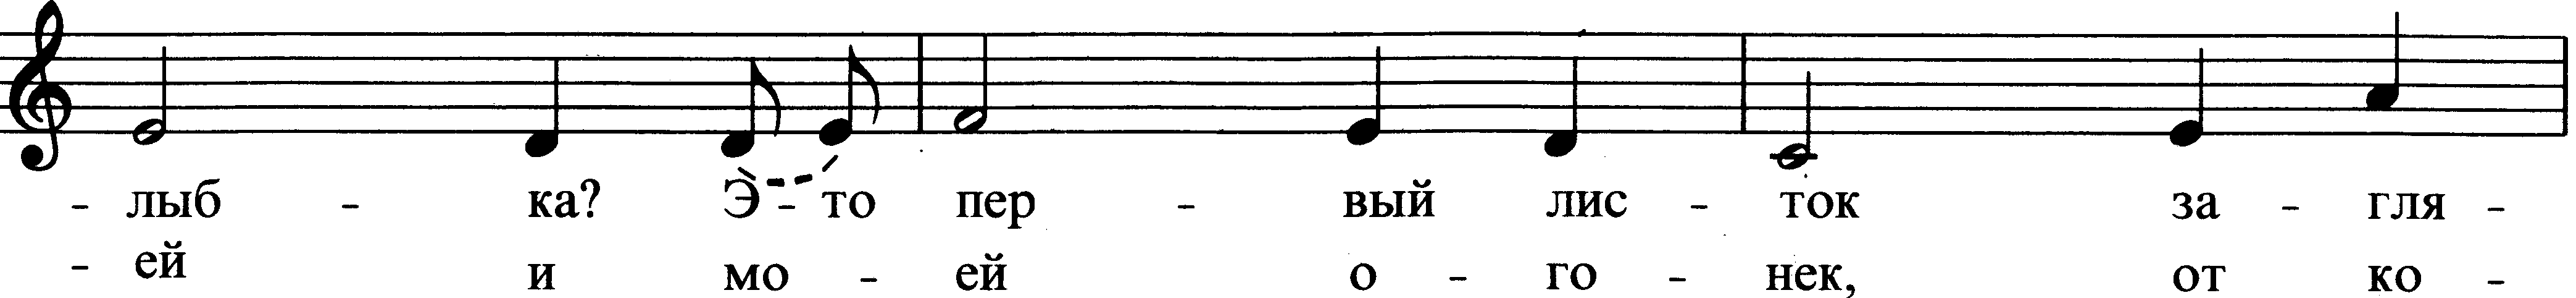 - лыб - ка? Э - то пер - вый лис - ток за - гля -
- ей и мо - ей о - го - нек, от ко -